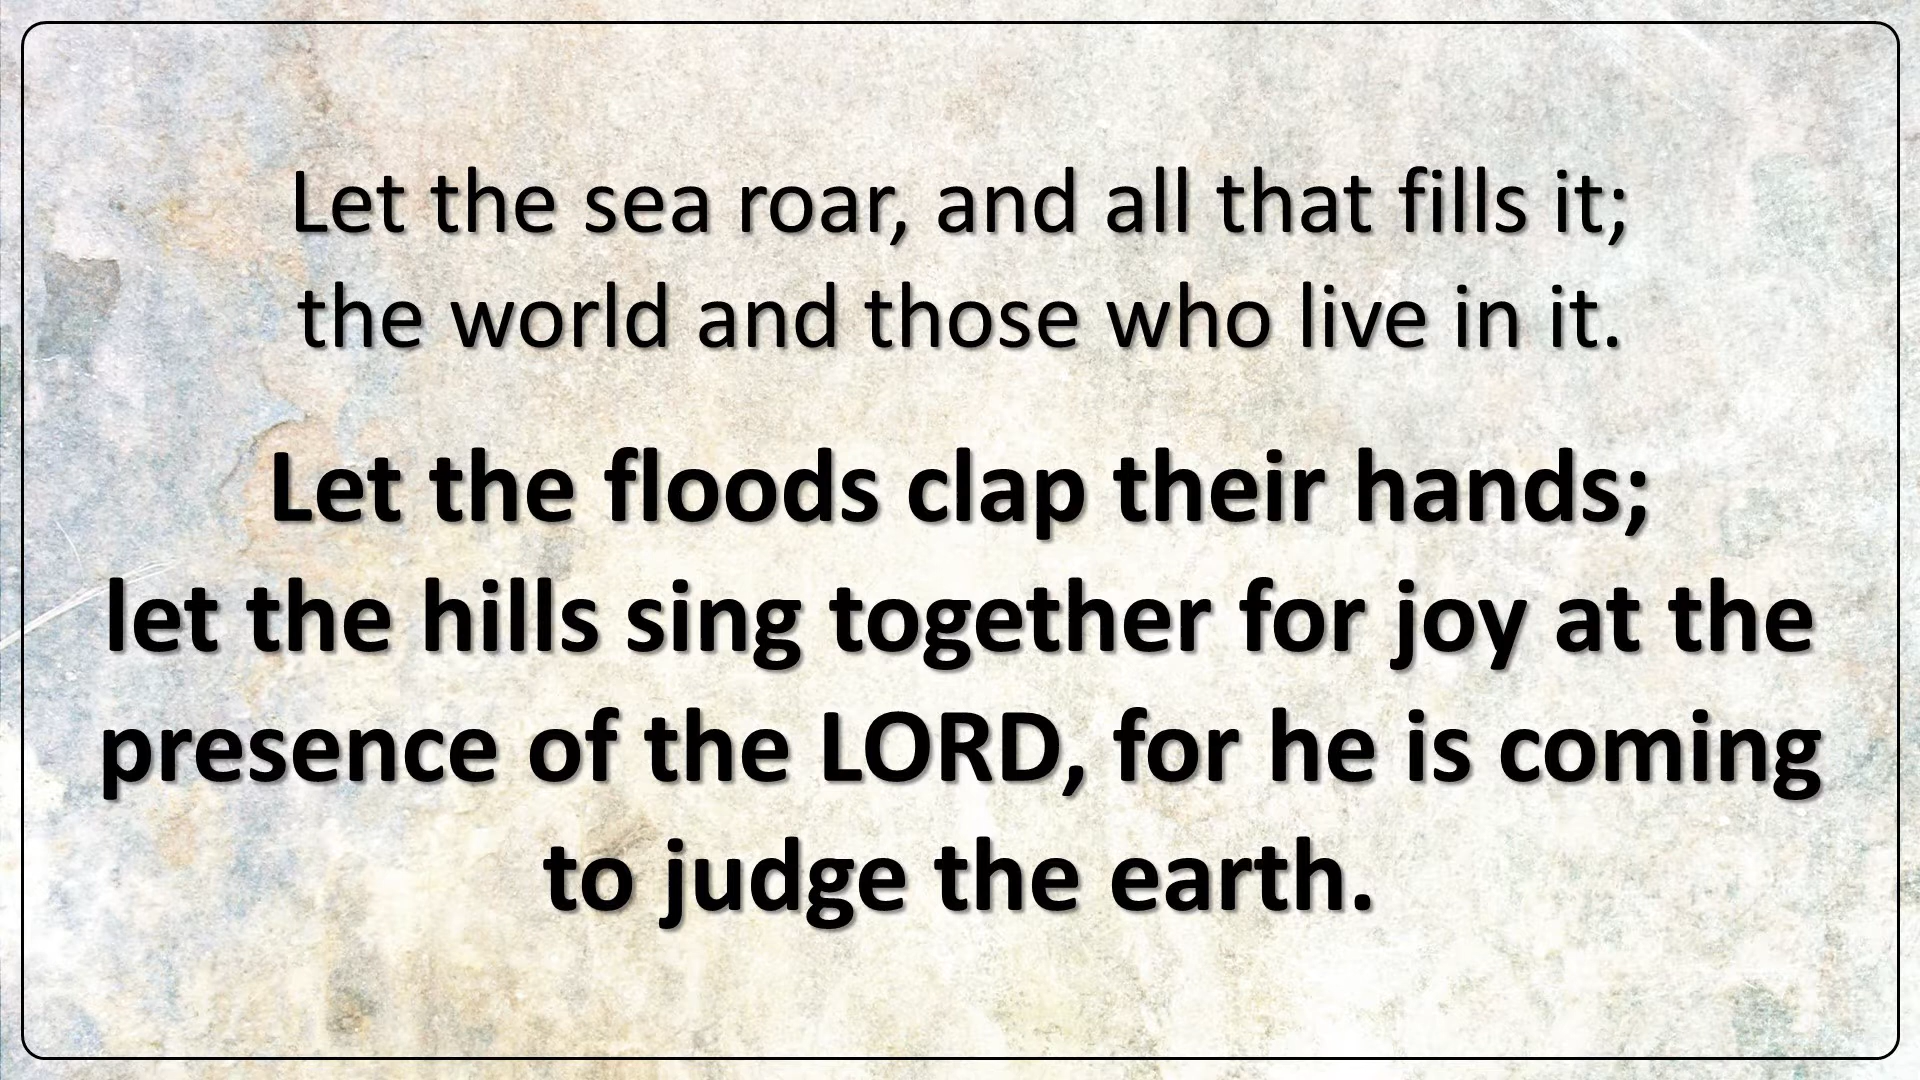 Let the sea roar, and all that fills it;
the world and those who live in it.
Let the floods clap their hands;
let the hills sing together for joy at the
presence of the LORD, for he is coming
to judge the earth.